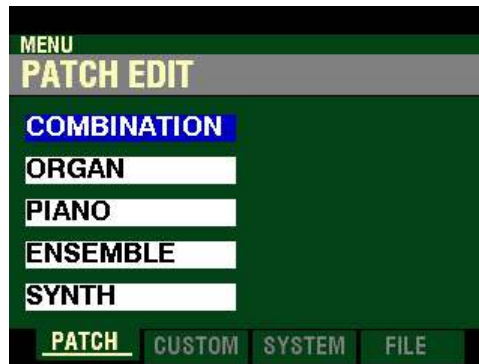 MENU
PATCH EDIT
COMBINATION
ORGAN
PIANO
ENSEMBLE
SYNTH
PATCH CUSTOM SYSTEM FILE